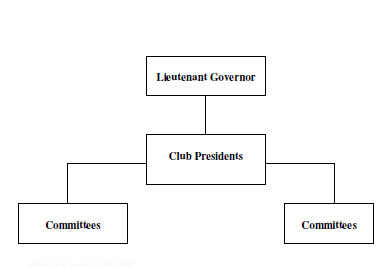 Lieutenant Governor
Club Presidents
Committees
Committees